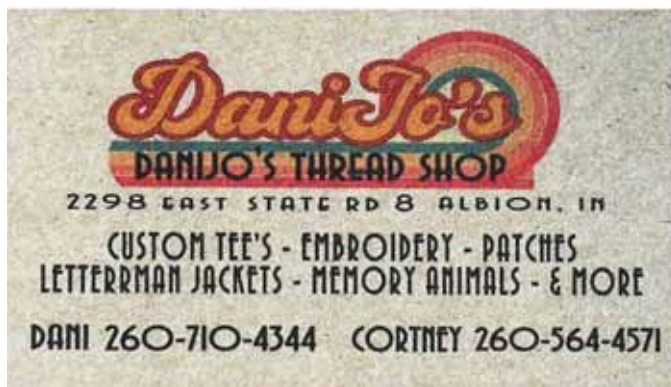 DaniJo's
DANIJO'S THREAD SHOP
2298 EAST STATE RD 8 ALBION, IN
CUSTOM TEE'S - EMBROIDERY - PATCHES
LETTERRMAN JACKETS - MEMORY ANIMALS - & MORE
DANI 260-710-4344 CORTNEY 260-564-4571